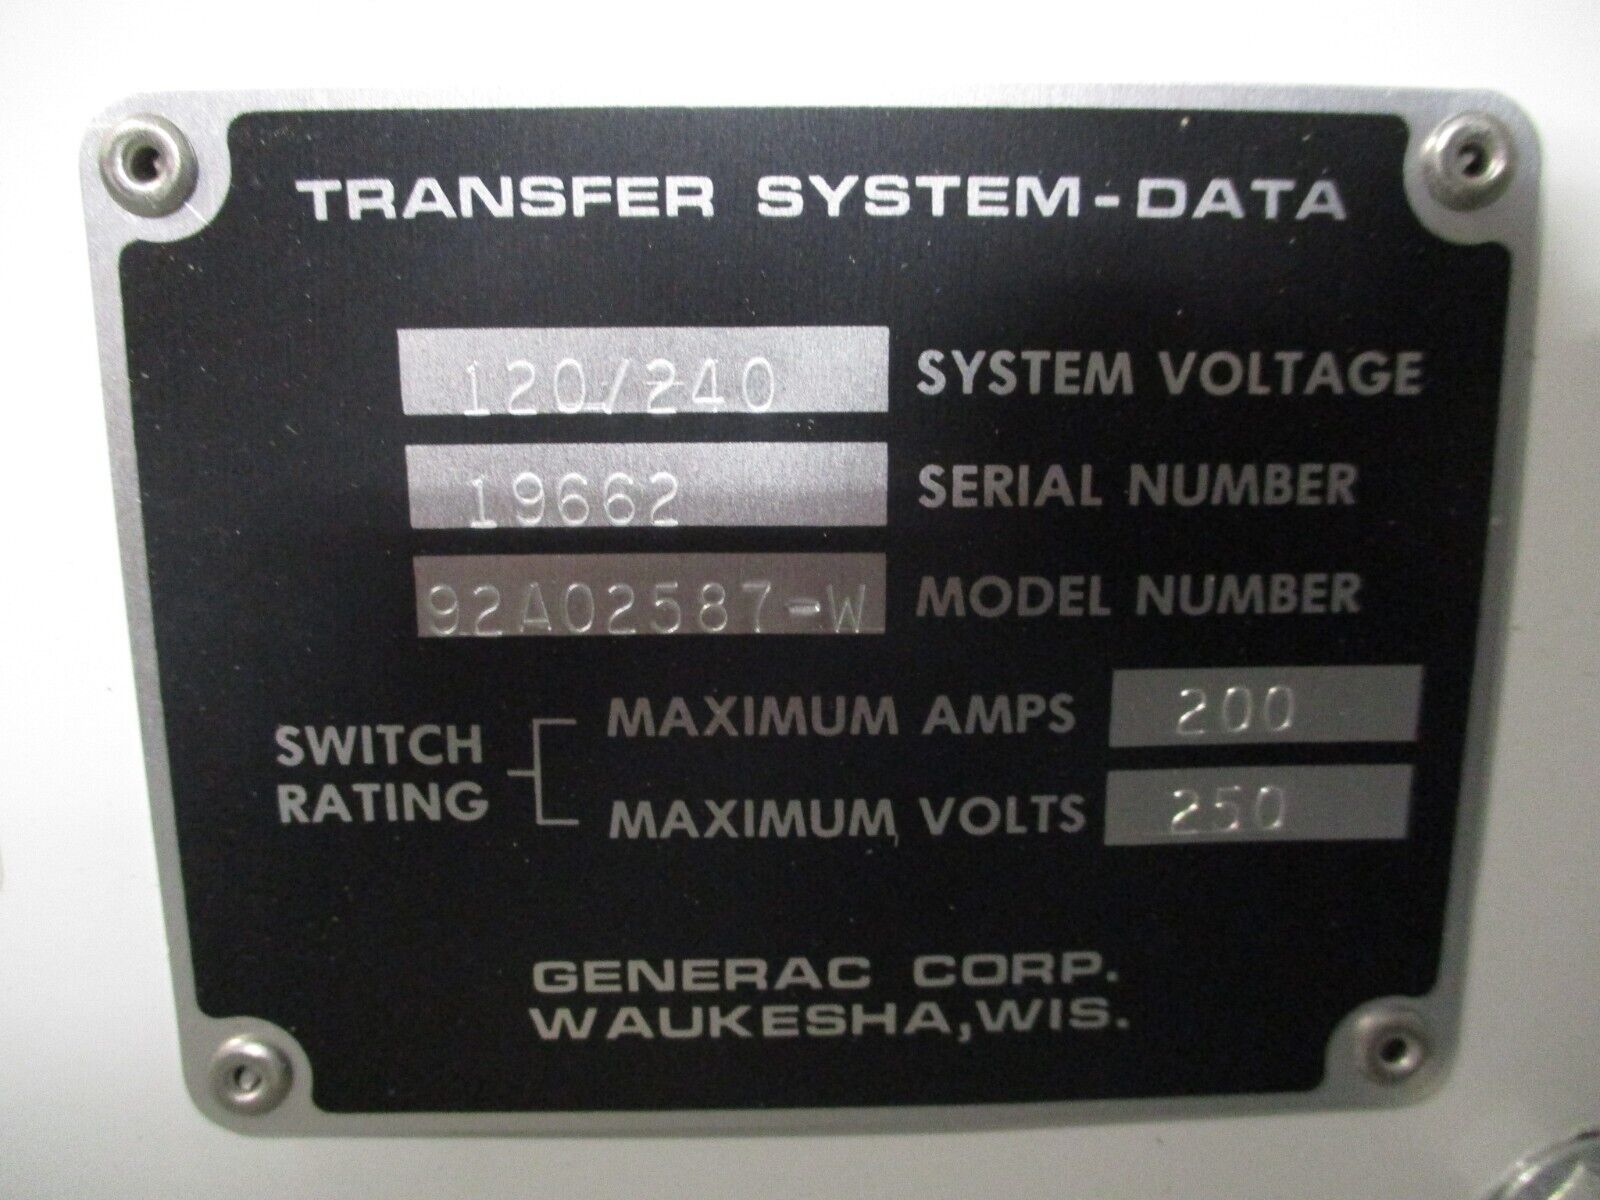 TRANSFER SYSTEM-DATA
120/240 SYSTEM VOLTAGE
19662 SERIAL NUMBER
92A02587-W MODEL NUMBER
SWITCH RATING
MAXIMUM AMPS 200
MAXIMUM VOLTS 250
GENERAC CORP.
WAUKESHA, WIS.